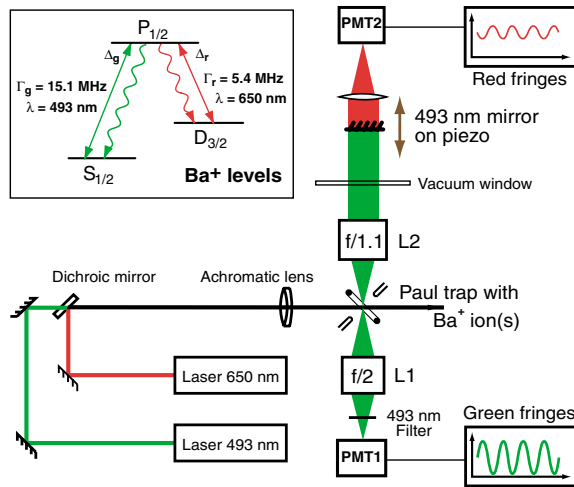 P1/2
Δg
Δr
Γg = 15.1 MHz
λ = 493 nm
Γr = 5.4 MHz
λ = 650 nm
D3/2
S1/2
Ba+ levels
PMT2
Red fringes
493 nm mirror
on piezo
Vacuum window
f/1.1
L2
Dichroic mirror
Achromatic lens
Paul trap with
Ba+ ion(s)
Laser 650 nm
f/2
L1
493 nm
Filter
Laser 493 nm
PMT1
Green fringes